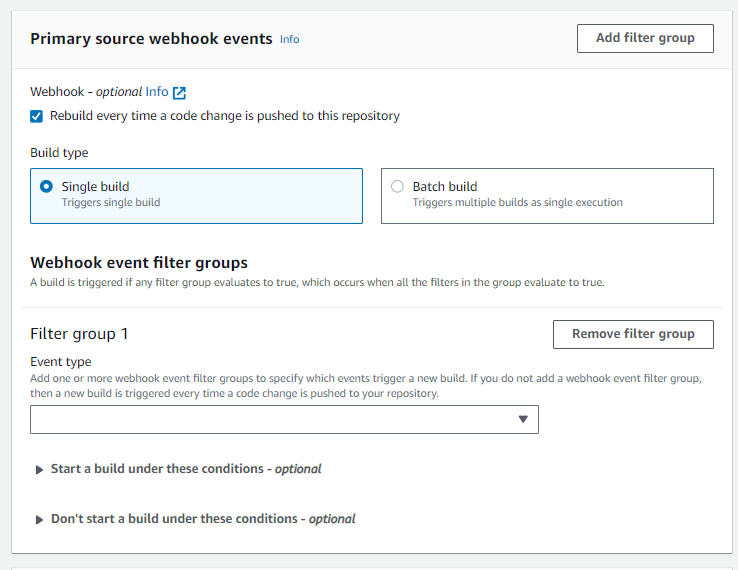 Primary source webhook events Info
Add filter group
Webhook - optional Info
Rebuild every time a code change is pushed to this repository
Build type
Single build
Triggers single build
Batch build
Triggers multiple builds as single execution
Webhook event filter groups
A build is triggered if any filter group evaluates to true, which occurs when all the filters in the group evaluate to true.
Filter group 1
Remove filter group
Event type
Add one or more webhook event filter groups to specify which events trigger a new build. If you do not add a webhook event filter group,
then a new build is triggered every time a code change is pushed to your repository.
Start a build under these conditions - optional
Don't start a build under these conditions - optional